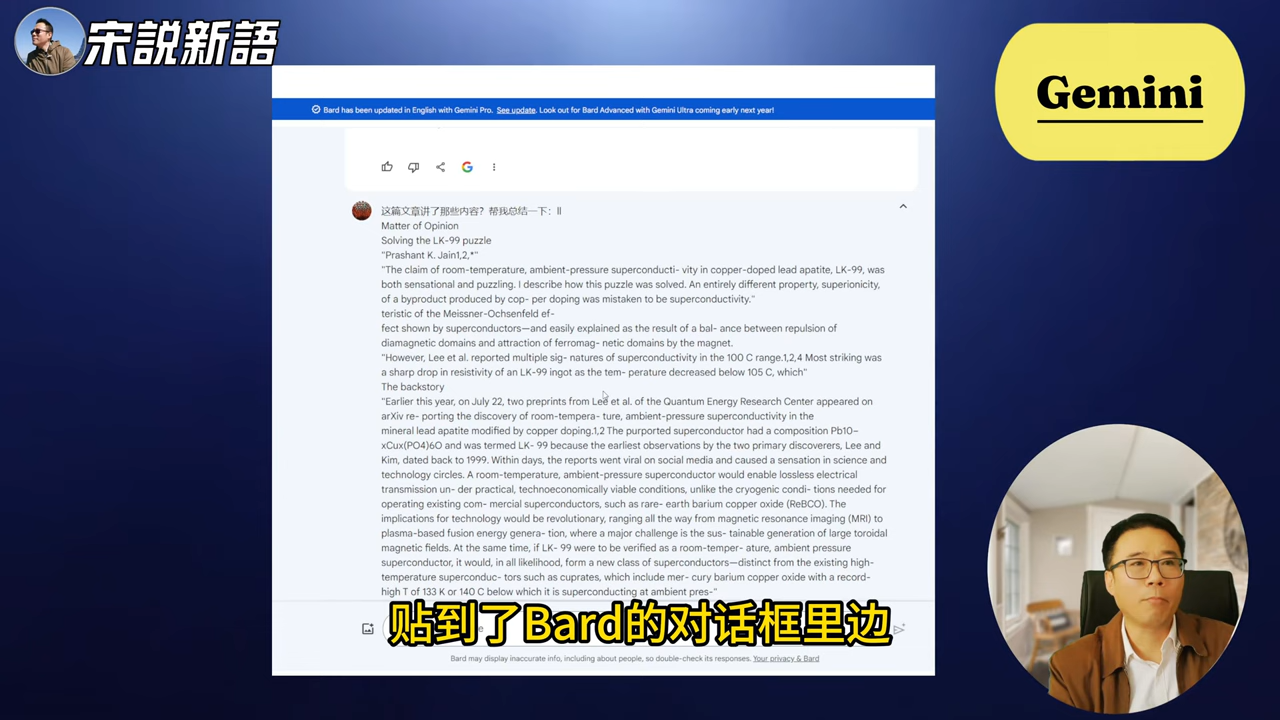 宋説新語
Gemini
Bard has been updated in English with Gemini Pro. See update. Look out for Bard Advanced with Gemini Ultra coming early next year!
这篇文章讲了那些内容？帮我总结一下：ll
Matter of Opinion
Solving the LK-99 puzzle
"Prashant K. Jain1,2,*"
"The claim of room-temperature, ambient-pressure superconducti- vity in copper-doped lead apatite, LK-99, was
both sensational and puzzling. I describe how this puzzle was solved. An entirely different property, superionicity,
of a byproduct produced by cop- per doping was mistaken to be superconductivity."
teristic of the Meissner-Ochsenfeld ef-
fect shown by superconductors—and easily explained as the result of a bal- ance between repulsion of
diamagnetic domains and attraction of ferromag- netic domains by the magnet.
"However, Lee et al. reported multiple sig- natures of superconductivity in the 100 C range.1,2,4 Most striking was
a sharp drop in resistivity of an LK-99 ingot as the tem- perature decreased below 105 C, which"
The backstory
"Earlier this year, on July 22, two preprints from Lee et al. of the Quantum Energy Research Center appeared on
arXiv re- porting the discovery of room-tempera- ture, ambient-pressure superconductivity in the
mineral lead apatite modified by copper doping.1,2 The purported superconductor had a composition Pb10–
xCux(PO4)6O and was termed LK- 99 because the earliest observations by the two primary discoverers, Lee and
Kim, dated back to 1999. Within days, the reports went viral on social media and caused a sensation in science and
technology circles. A room-temperature, ambient-pressure superconductor would enable lossless electrical
transmission un- der practical, technoeconomically viable conditions, unlike the cryogenic condi- tions needed for
operating existing com- mercial superconductors, such as rare- earth barium copper oxide (ReBCO). The
implications for technology would be revolutionary, ranging all the way from magnetic resonance imaging (MRI) to
plasma-based fusion energy genera- tion, where a major challenge is the sus- tainable generation of large toroidal
magnetic fields. At the same time, if LK- 99 were to be verified as a room-temper- ature, ambient pressure
superconductor, it would, in all likelihood, form a new class of superconductors—distinct from the existing high-
temperature superconduc- tors such as cuprates, which include mer- cury barium copper oxide with a record-
high T of 133 K or 140 C below which it is superconducting at ambient pres-"
贴到了Bard的对话框里边
Bard may display inaccurate info, including about people, so double-check its responses. Your privacy & Bard